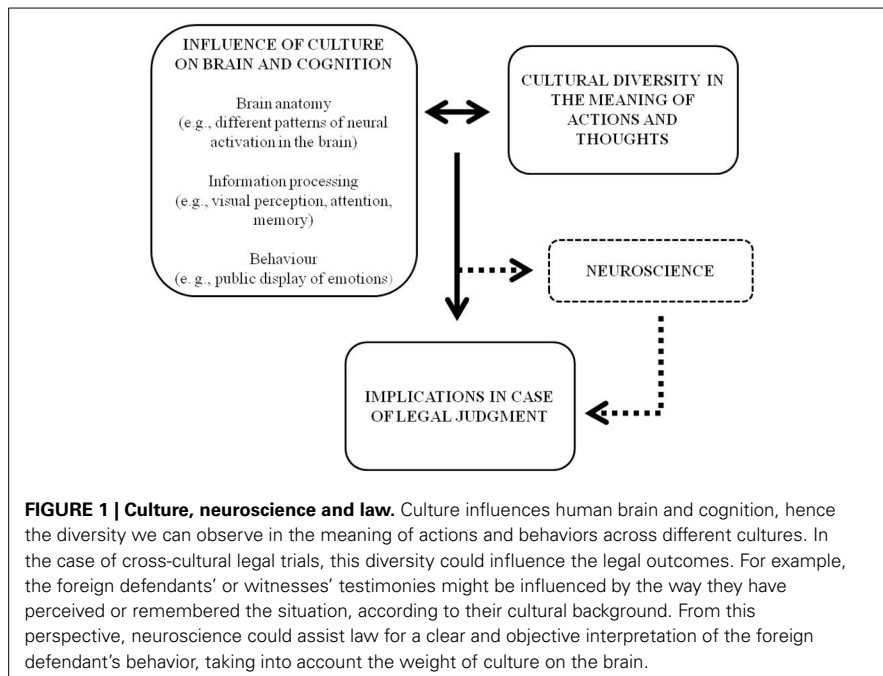 INFLUENCE OF CULTURE
ON BRAIN AND COGNITION
Brain anatomy
(e.g., different patterns of neural
activation in the brain)
Information processing
(e.g., visual perception, attention,
memory)
Behaviour
(e. g., public display of emotions)
CULTURAL DIVERSITY IN
THE MEANING OF
ACTIONS AND
THOUGHTS
NEUROSCIENCE
IMPLICATIONS IN CASE
OF LEGAL JUDGMENT
FIGURE 1 | Culture, neuroscience and law. Culture influences human brain and cognition, hence
the diversity we can observe in the meaning of actions and behaviors across different cultures. In
the case of cross-cultural legal trials, this diversity could influence the legal outcomes. For example,
the foreign defendants' or witnesses' testimonies might be influenced by the way they have
perceived or remembered the situation, according to their cultural background. From this
perspective, neuroscience could assist law for a clear and objective interpretation of the foreign
defendant's behavior, taking into account the weight of culture on the brain.